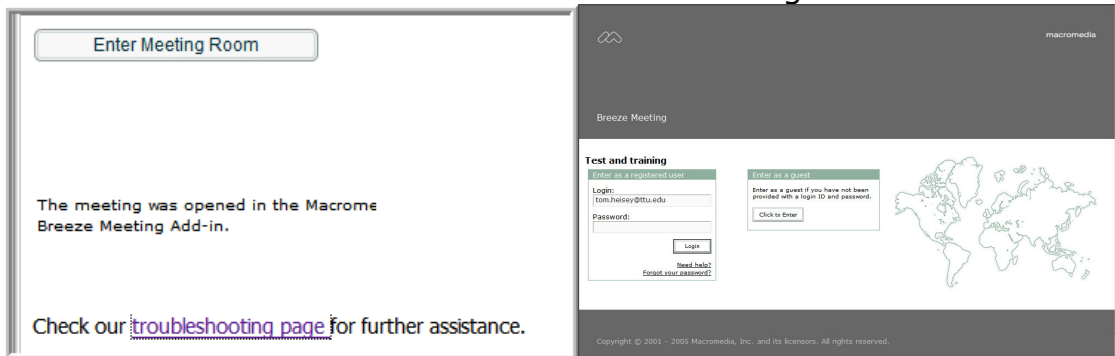 Enter Meeting Room
The meeting was opened in the Macrome
Breeze Meeting Add-in.
Check our troubleshooting page for further assistance.
macromedia
Breeze Meeting
Test and training
Enter as a registered user
Login:
tom.heisey@ttu.edu
Password:
Login
Need help?
Forgot your password?
Enter as a guest
Enter as a guest if you have not been
provided with a login ID and password.
Click to Enter
Copyright © 2001 - 2005 Macromedia, Inc. and its licensors. All rights reserved.